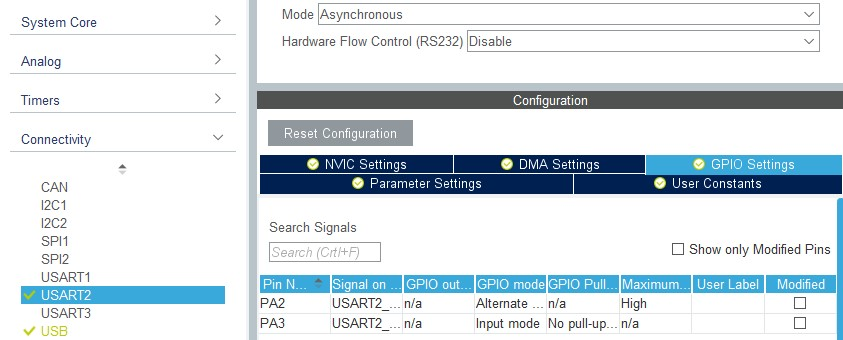 System Core
Analog
Timers
Connectivity
CAN
I2C1
I2C2
SPI1
SPI2
USART1
USART2
USART3
USB
Mode Asynchronous
Hardware Flow Control (RS232) Disable
Configuration
Reset Configuration
NVIC Settings DMA Settings GPIO Settings
Parameter Settings User Constants
Search Signals
Search (Crtl+F)
Show only Modified Pins
Pin N... Signal on ... GPIO out... GPIO mode GPIO Pull... Maximum... User Label Modified
PA2 USART2_... n/a Alternate ... n/a High
PA3 USART2_... n/a Input mode No pull-up... n/a